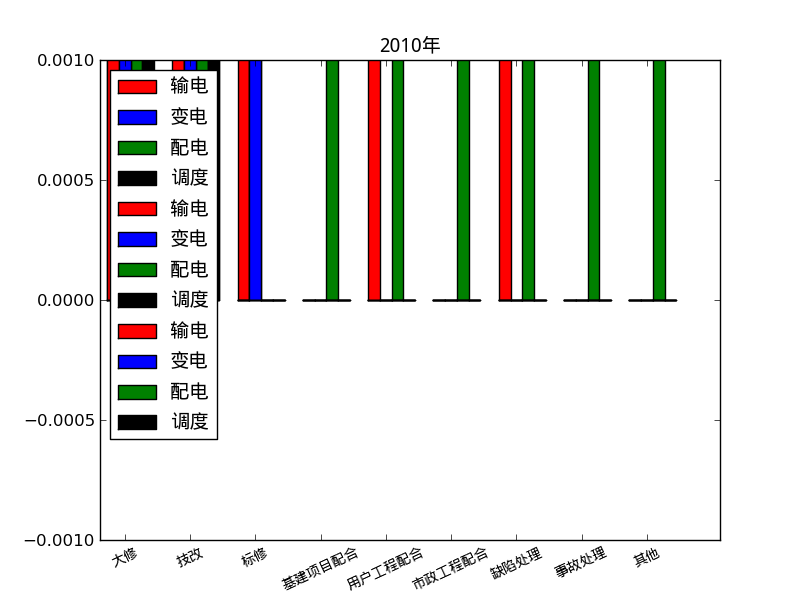 2010年
0.0010
0.0005
0.0000
−0.0005
−0.0010
输电
变电
配电
调度
输电
变电
配电
调度
输电
变电
配电
调度
大修
技改
标修
基建项目配合
用户工程配合
市政工程配合
缺陷处理
事故处理
其他